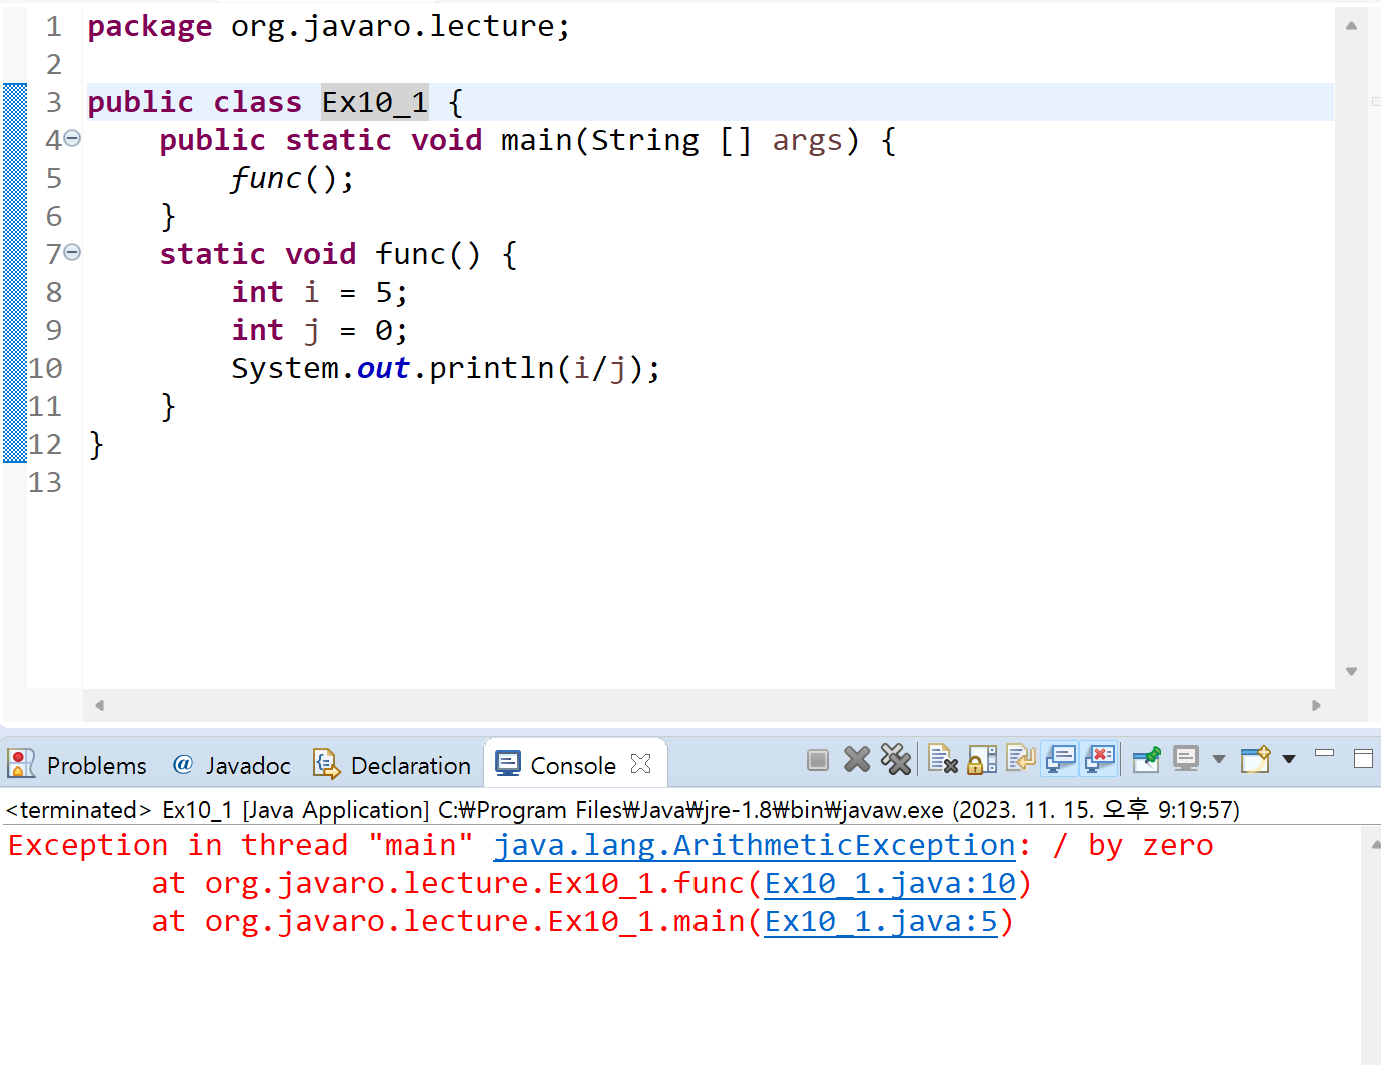 1 package org.javaro.lecture;
2
3 public class Ex10_1 {
4 public static void main(String [] args) {
5 func();
6 }
7 static void func() {
8 int i = 5;
9 int j = 0;
10 System.out.println(i/j);
11 }
12 }
13
Problems @ Javadoc Declaration Console
<terminated> Ex10_1 [Java Application] C:₩Program Files₩Java₩jre-1.8₩bin₩javaw.exe (2023. 11. 15. 오후 9:19:57)
Exception in thread "main" java.lang.ArithmeticException: / by zero
at org.javaro.lecture.Ex10_1.func(Ex10_1.java:10)
at org.javaro.lecture.Ex10_1.main(Ex10_1.java:5)